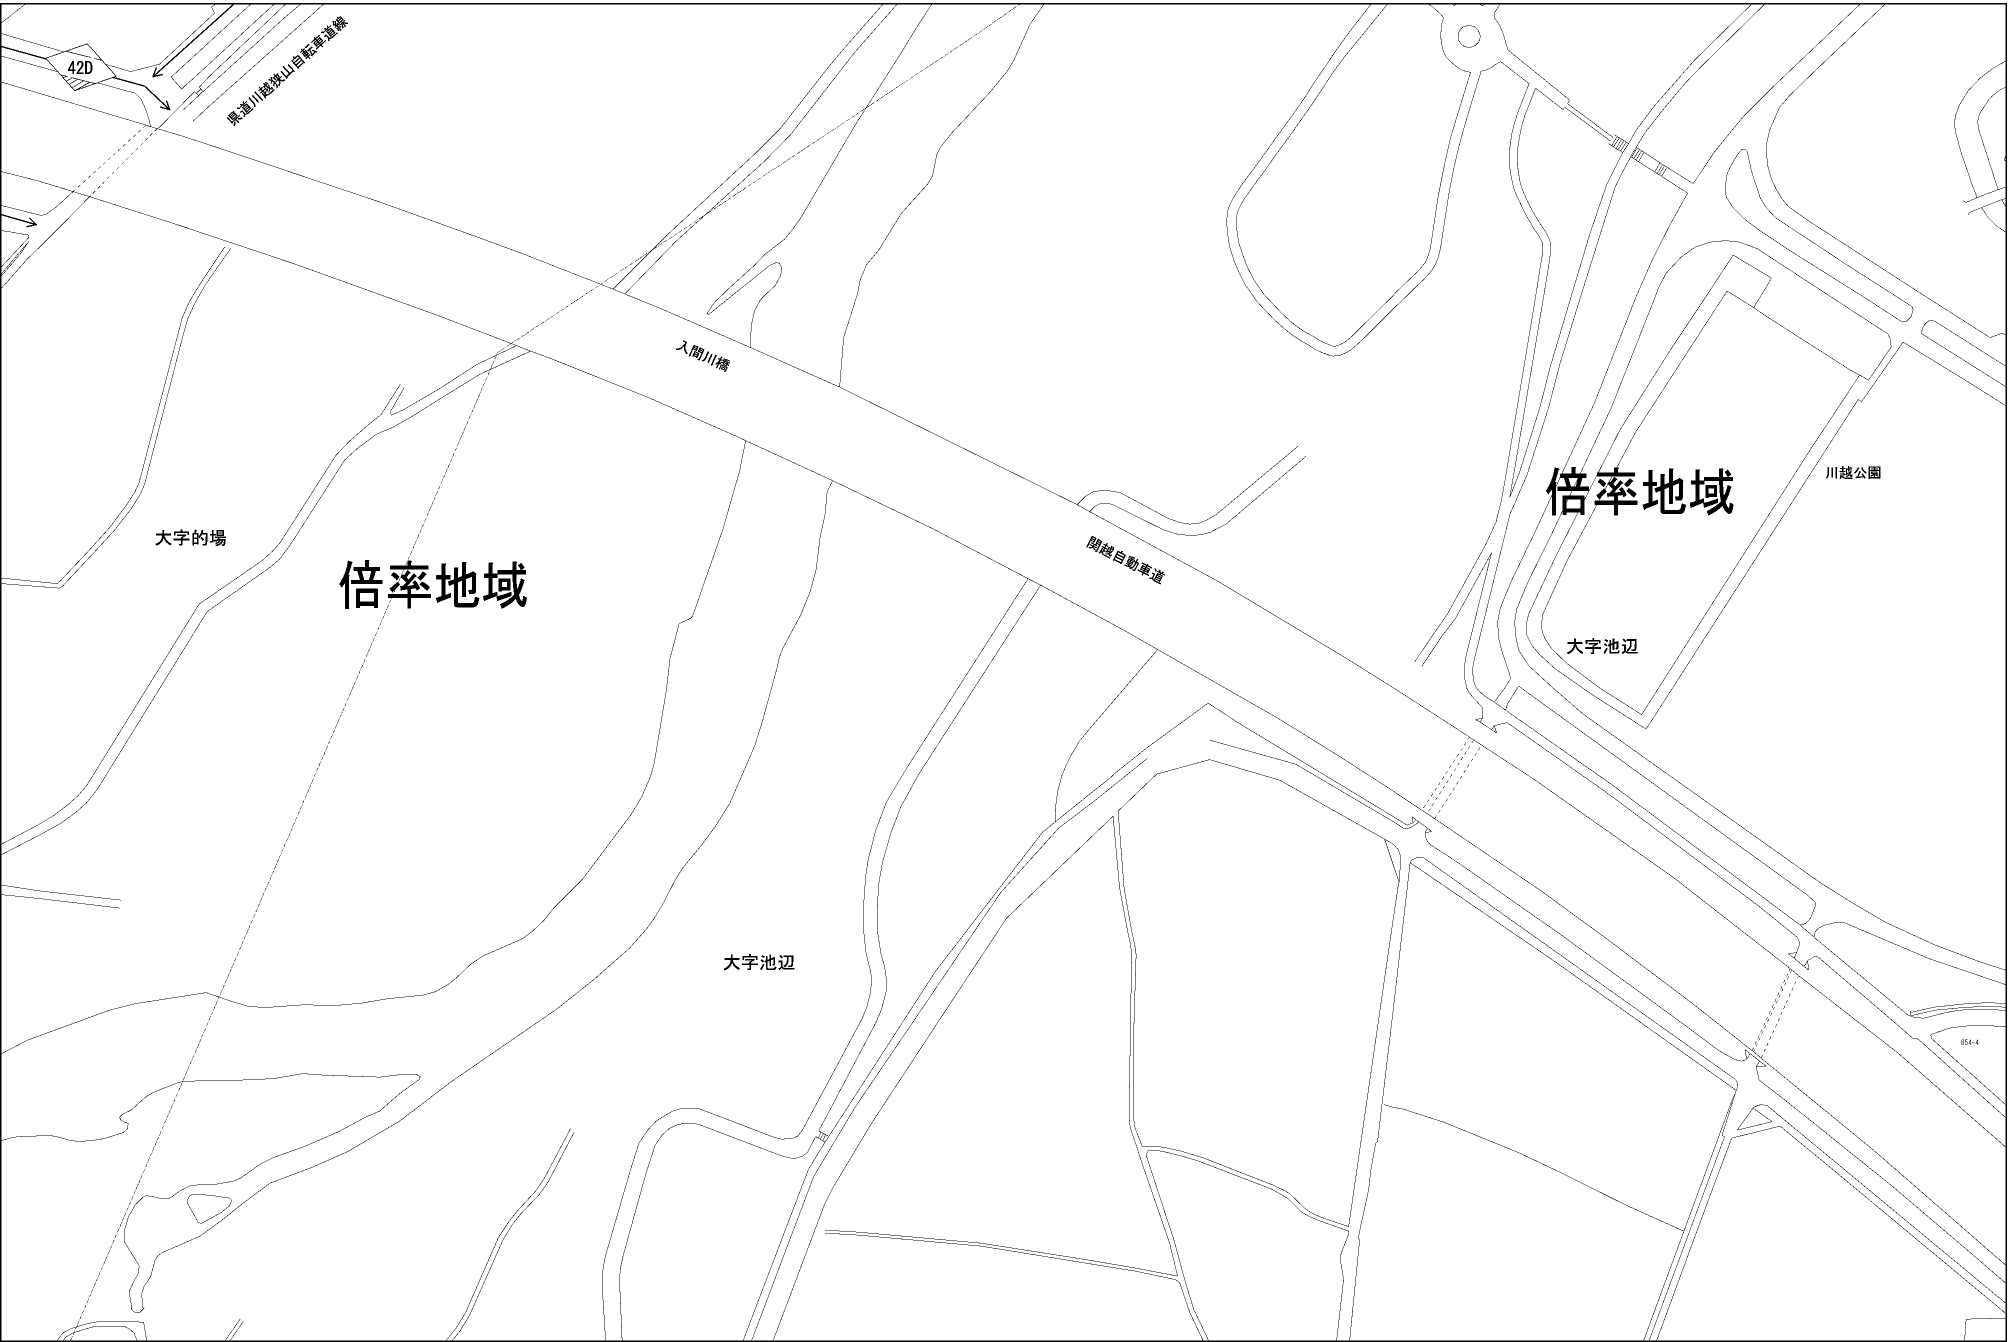 42D
県道川越狭山自転車道線
入間川橋
倍率地域
川越公園
大字的場
関越自動車道
倍率地域
大字池辺
大字池辺
654-4